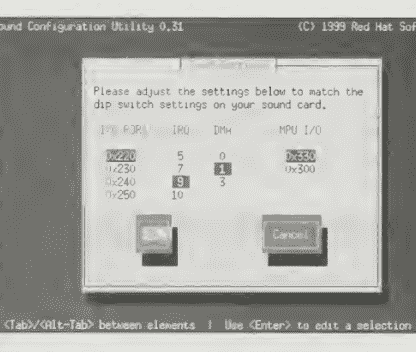 ound Configuration Utility 0.31 (C) 1999 Red Hat Sof
Please adjust the settings below to match the
dip switch settings on your sound card.
I/O PORT IRQ DMA MPU I/O
0x220 5 0 0x330
0x230 7 1 0x300
0x240 9 3
0x250 10
Cancel
<Tab>/<Alt-Tab> between elements | Use <Enter> to edit a selection